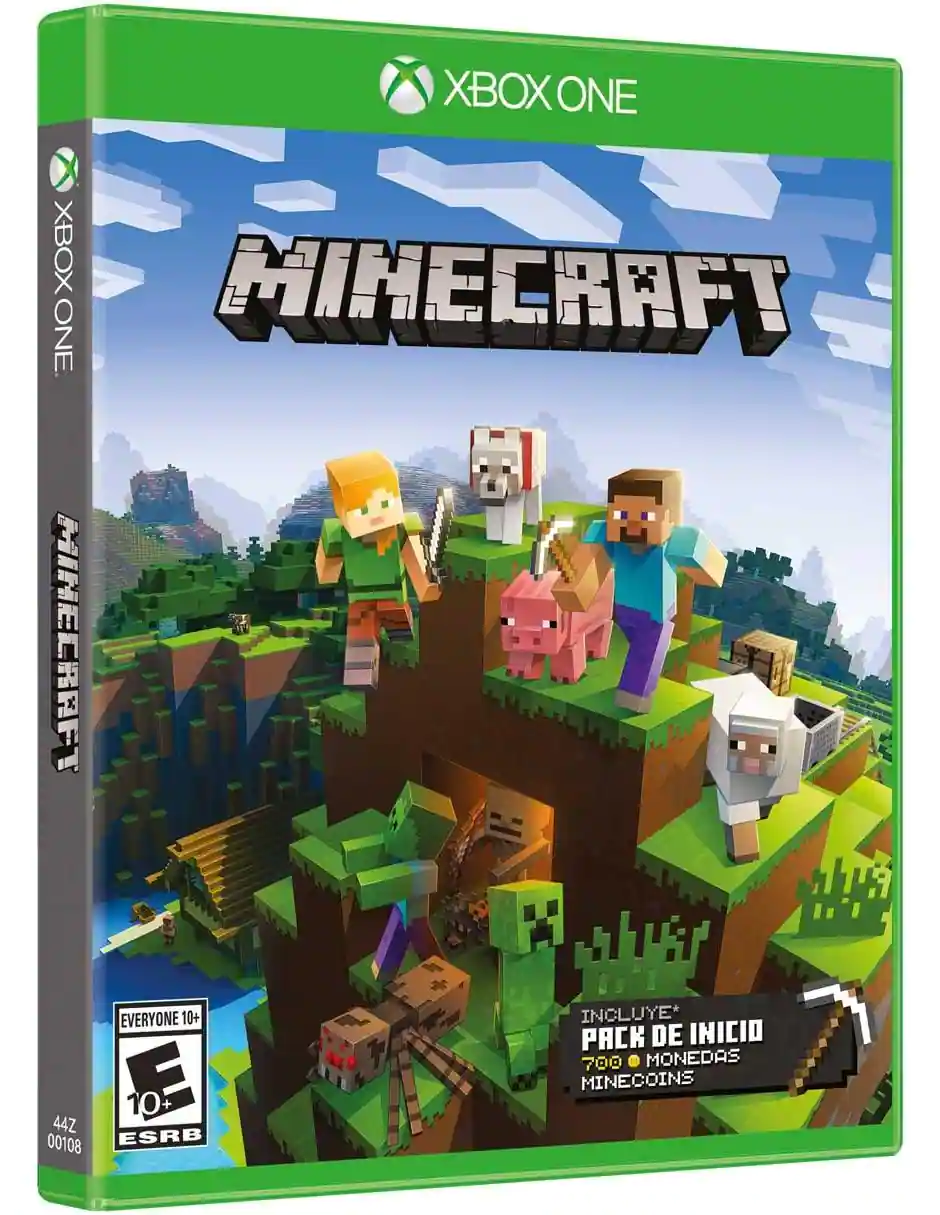 XBOX ONE
MINECRAFT
XBOX ONE
MINECRAFT
INCLUYE*
PACK DE INICIO
700 MONEDAS
MINECOINS
EVERYONE 10+
E
10+
ESRB
44Z
00108